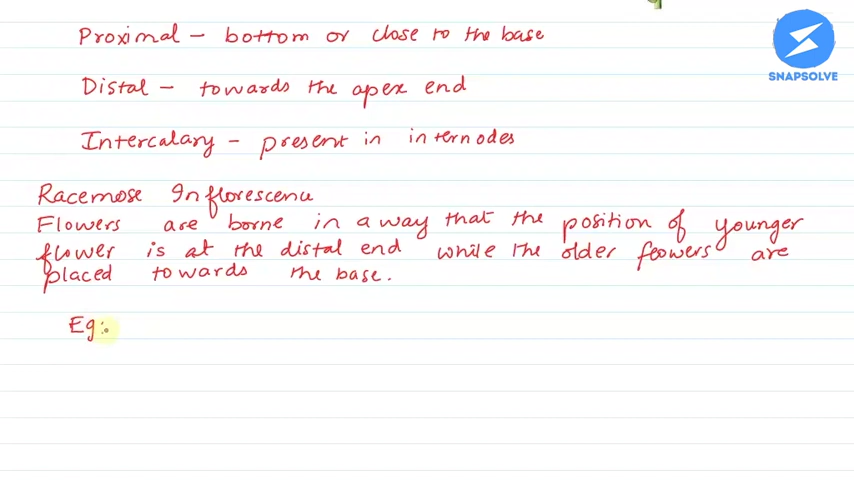 Proximal - bottom or close to the base
SNAPSOLVE
Distal - towards the apex end
Intercalary - present in internodes
Racemose Inflorescence
Flowers are borne in a way that the position of younger
flower is at the distal end while the older feowers are
placed towards the base.
Eg: